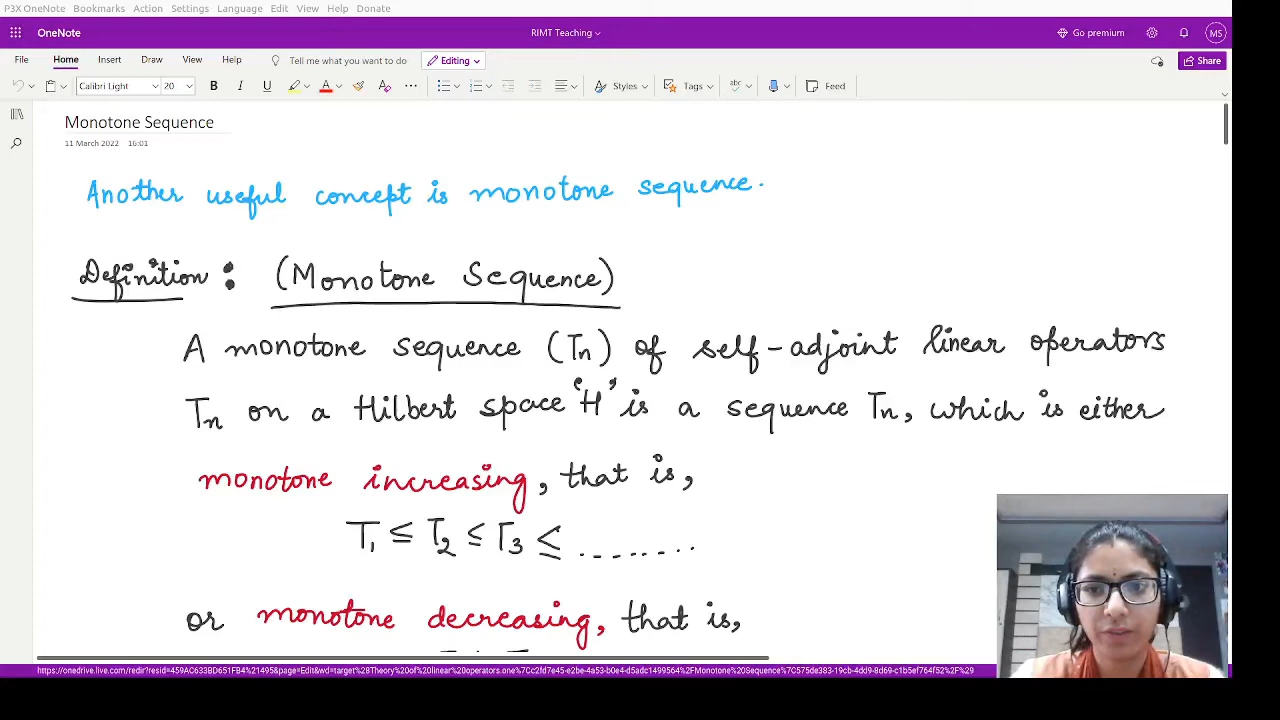 P3X OneNote Bookmarks Action Settings Language Edit View Help Donate
OneNote RIMT Teaching Go premium MS
File Home Insert Draw View Help Tell me what you want to do Editing Share
Calibri Light 20 B I U A Styles Tags abc Feed
Monotone Sequence
11 March 2022 16:01
Another useful concept is monotone sequence.
Definition: (Monotone Sequence)
A monotone sequence (Tn) of self-adjoint linear operators
Tn on a Hilbert space 'H' is a sequence Tn, which is either
monotone increasing, that is,
T1 ≤ T2 ≤ T3 ≤ ........
or monotone decreasing, that is,